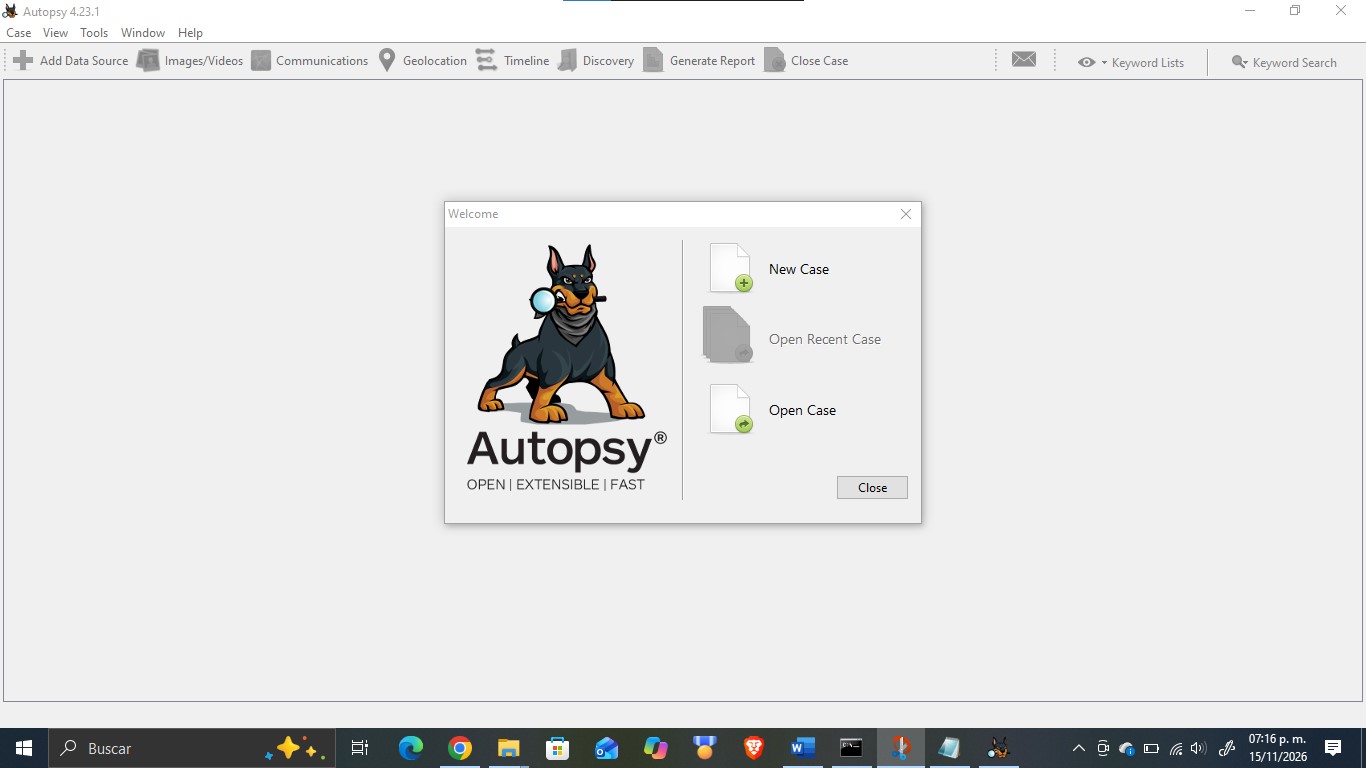 Autopsy 4.23.1
Case View Tools Window Help
Add Data Source Images/Videos Communications Geolocation Timeline Discovery Generate Report Close Case Keyword Lists Keyword Search
Welcome
New Case
Open Recent Case
Open Case
Autopsy®
OPEN | EXTENSIBLE | FAST
Close
Buscar
07:16 p. m.
15/11/2026